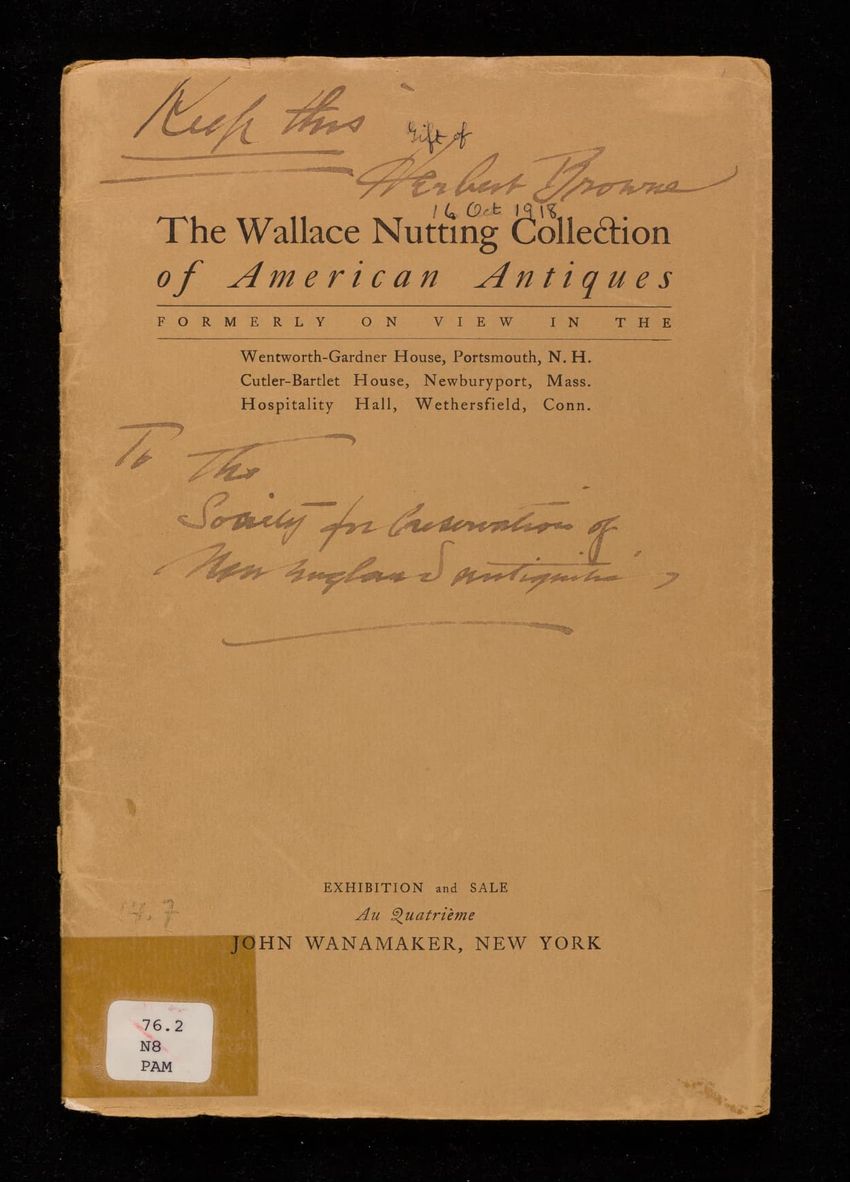 Keep this
Gift of
Herbert Browne
16 Oct 1918
The Wallace Nutting Collection
of American Antiques
FORMERLY ON VIEW IN THE
Wentworth-Gardner House, Portsmouth, N. H.
Cutler-Bartlet House, Newburyport, Mass.
Hospitality Hall, Wethersfield, Conn.
To The
Society for Preservation of
New England Antiquities
EXHIBITION and SALE
Au Quatrième
JOHN WANAMAKER, NEW YORK
76.2
N8
PAM